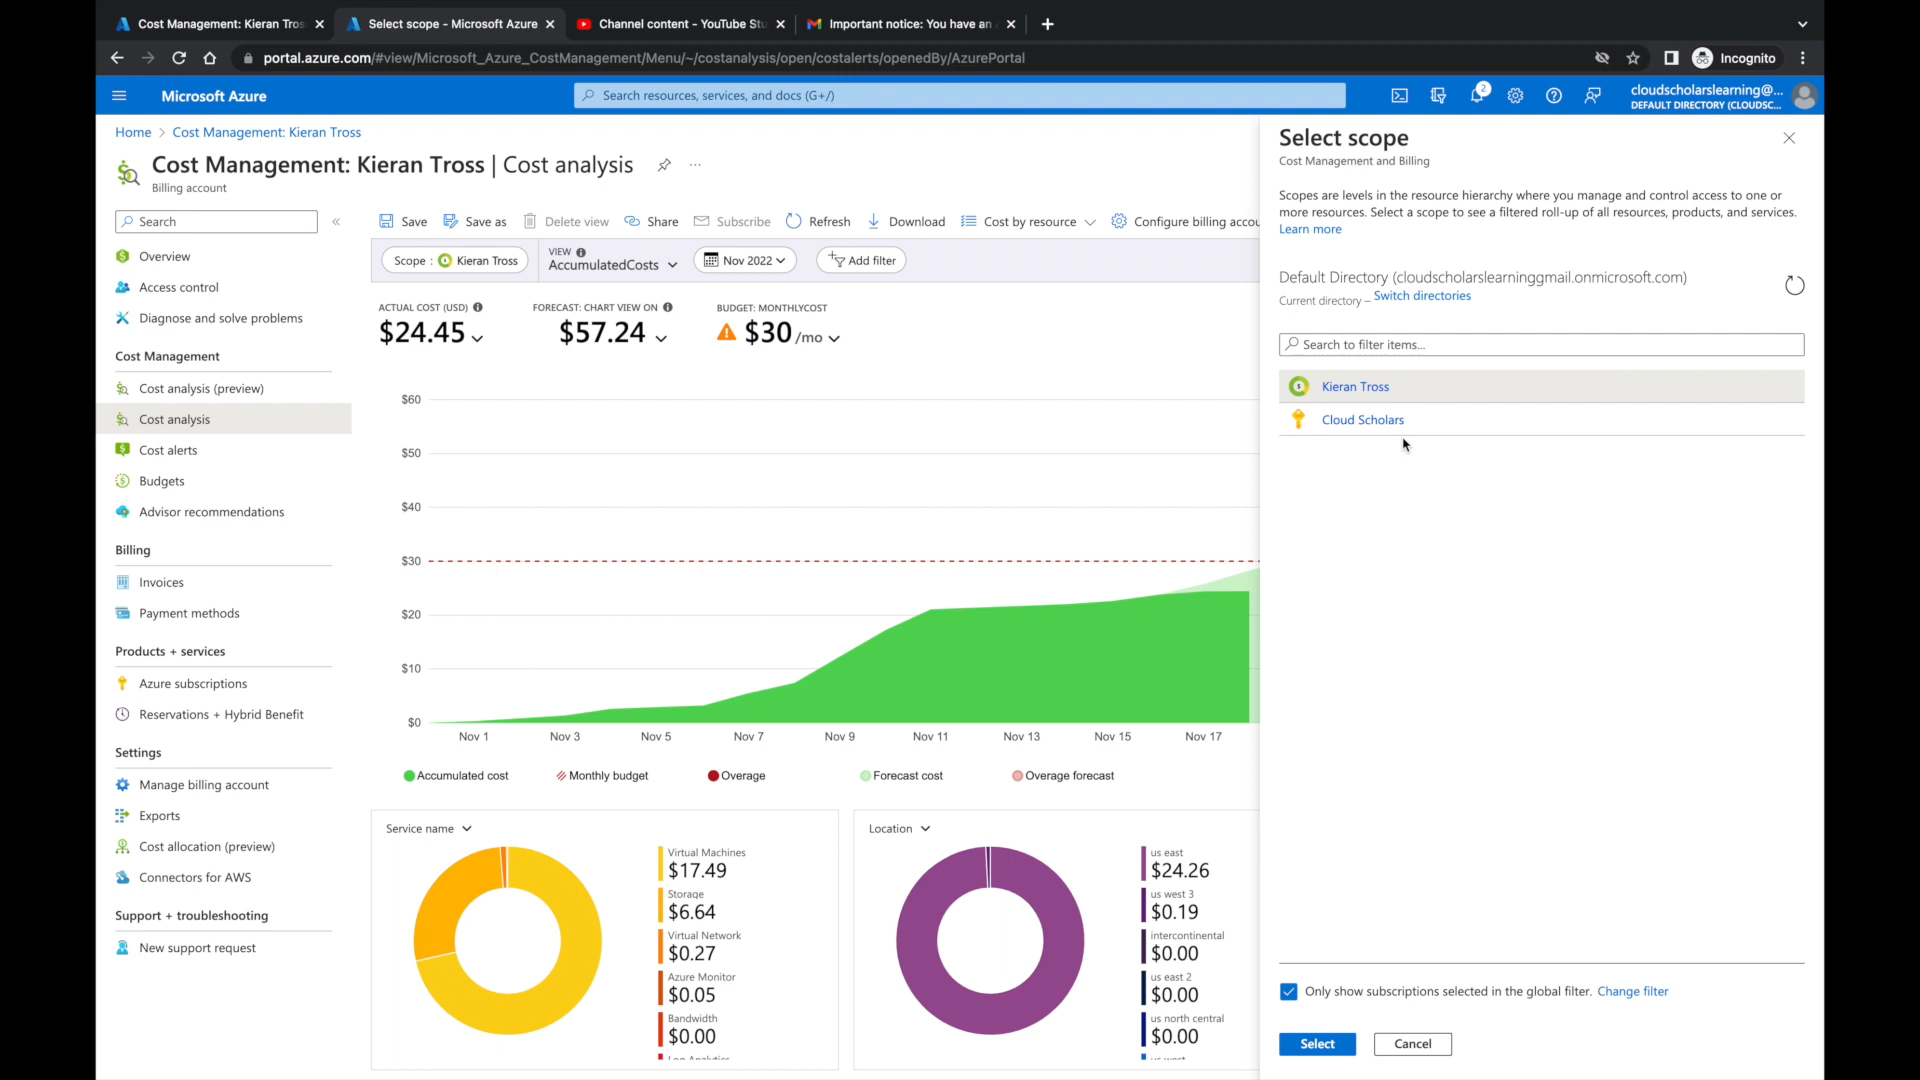 Cost Management: Kieran Tros
Select scope - Microsoft Azure
Channel content - YouTube Stu
Important notice: You have an
portal.azure.com/#view/Microsoft_Azure_CostManagement/Menu/~/costanalysis/open/costalerts/openedBy/AzurePortal
Incognito
Microsoft Azure
Search resources, services, and docs (G+/)
2
cloudscholarslearning@...
DEFAULT DIRECTORY (CLOUDSC...
Home > Cost Management: Kieran Tross
Cost Management: Kieran Tross | Cost analysis
Billing account
Search
Overview
Access control
Diagnose and solve problems
Cost Management
Cost analysis (preview)
Cost analysis
Cost alerts
Budgets
Advisor recommendations
Billing
Invoices
Payment methods
Products + services
Azure subscriptions
Reservations + Hybrid Benefit
Settings
Manage billing account
Exports
Cost allocation (preview)
Connectors for AWS
Support + troubleshooting
New support request
Save
Save as
Delete view
Share
Subscribe
Refresh
Download
Cost by resource
Configure billing accou
Scope : Kieran Tross
VIEW
AccumulatedCosts
Nov 2022
Add filter
ACTUAL COST (USD)
$24.45
FORECAST: CHART VIEW ON
$57.24
BUDGET: MONTHLYCOST
$30 /mo
$60
$50
$40
$30
$20
$10
$0
Nov 1
Nov 3
Nov 5
Nov 7
Nov 9
Nov 11
Nov 13
Nov 15
Nov 17
Accumulated cost
Monthly budget
Overage
Forecast cost
Overage forecast
Service name
Virtual Machines
$17.49
Storage
$6.64
Virtual Network
$0.27
Azure Monitor
$0.05
Bandwidth
$0.00
Log Analytics
Location
us east
$24.26
us west 3
$0.19
intercontinental
$0.00
us east 2
$0.00
us north central
$0.00
us west
Select scope
Cost Management and Billing
Scopes are levels in the resource hierarchy where you manage and control access to one or
more resources. Select a scope to see a filtered roll-up of all resources, products, and services.
Learn more
Default Directory (cloudscholarslearninggmail.onmicrosoft.com)
Current directory – Switch directories
Search to filter items...
Kieran Tross
Cloud Scholars
Only show subscriptions selected in the global filter. Change filter
Select
Cancel